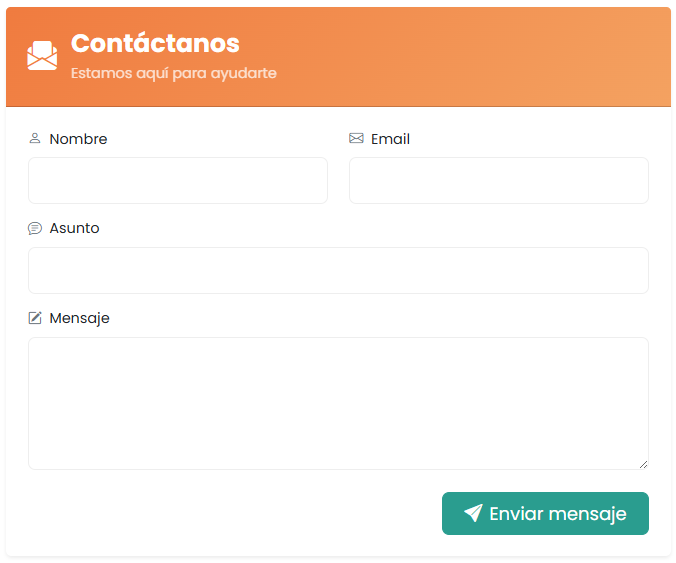 Contáctanos
Estamos aquí para ayudarte
Nombre
Email
Asunto
Mensaje
Enviar mensaje